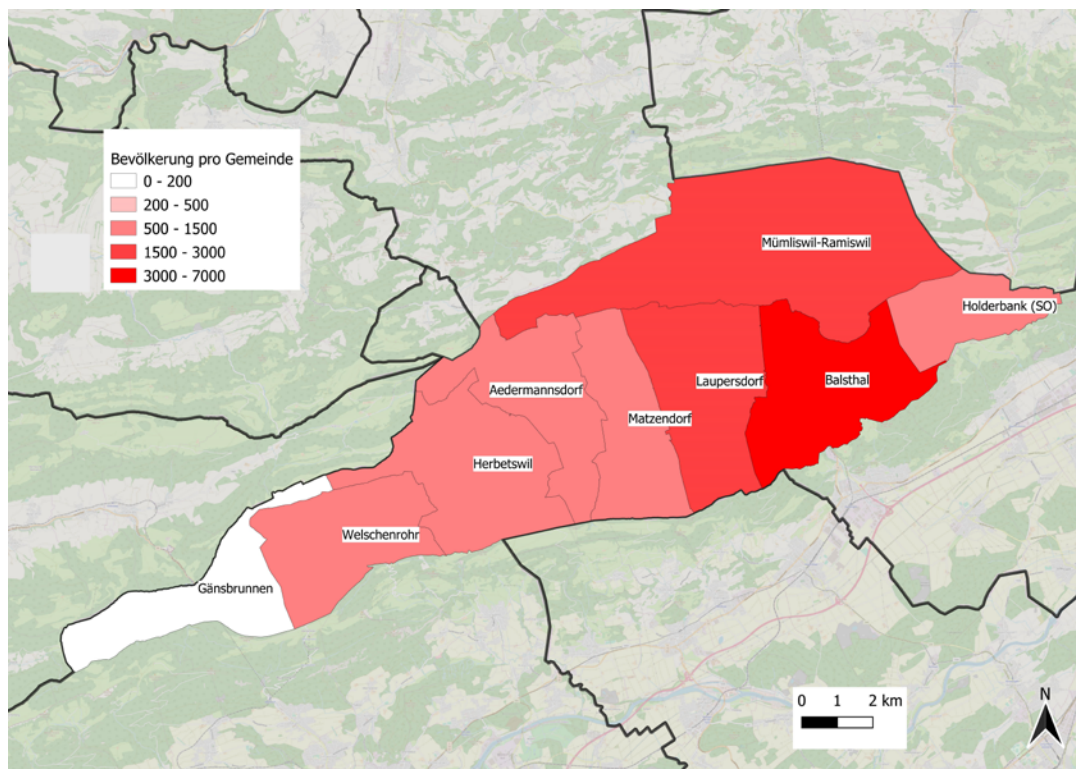 Bevölkerung pro Gemeinde
0 - 200
200 - 500
500 - 1500
1500 - 3000
3000 - 7000
Mümliswil-Ramiswil
Holderbank (SO)
Aedermannsdorf
Laupersdorf
Balsthal
Matzendorf
Herbetswil
Welschenrohr
Gänsbrunnen
0 1 2 km
N